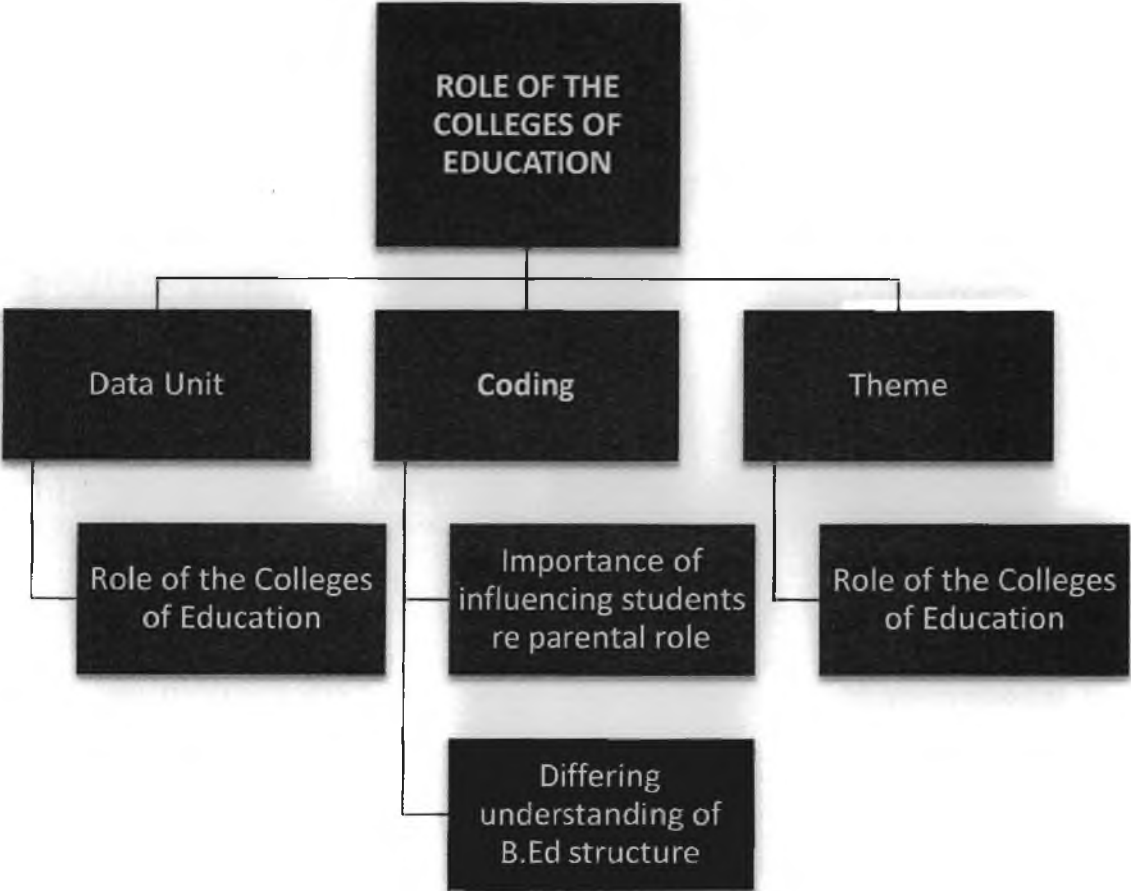 ROLE OF THE
COLLEGES OF
EDUCATION
Data Unit
Coding
Theme
Role of the Colleges
of Education
Importance of
influencing students
re parental role
Role of the Colleges
of Education
Differing
understanding of
B.Ed structure